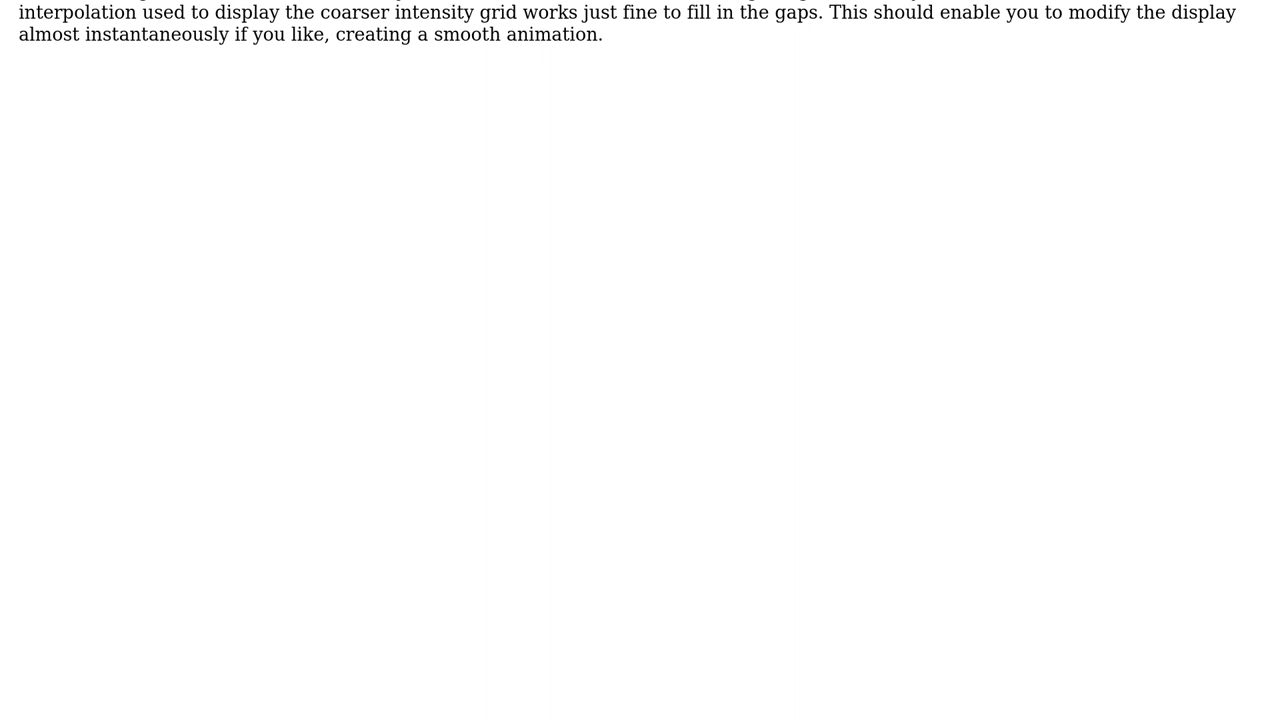 interpolation used to display the coarser intensity grid works just fine to fill in the gaps. This should enable you to modify the display
almost instantaneously if you like, creating a smooth animation.